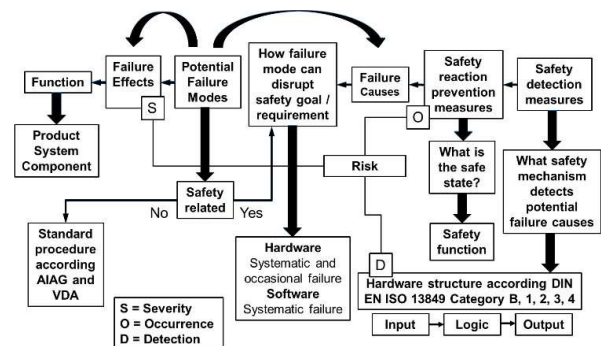 Function
Product
System
Component
Failure
Effects
S
Potential
Failure
Modes
Safety
related
No
Yes
Standard
procedure
according
AIAG and
VDA
S = Severity
O = Occurrence
D = Detection
How failure
mode can
disrupt
safety goal /
requirement
Hardware
Systematic and
occasional failure
Software
Systematic failure
Failure
Causes
Risk
O
D
Safety
reaction
prevention
measures
What is
the safe
state?
Safety
function
Safety
detection
measures
What safety
mechanism
detects
potential
failure causes
Hardware structure according DIN
EN ISO 13849 Category B, 1, 2, 3, 4
Input
Logic
Output